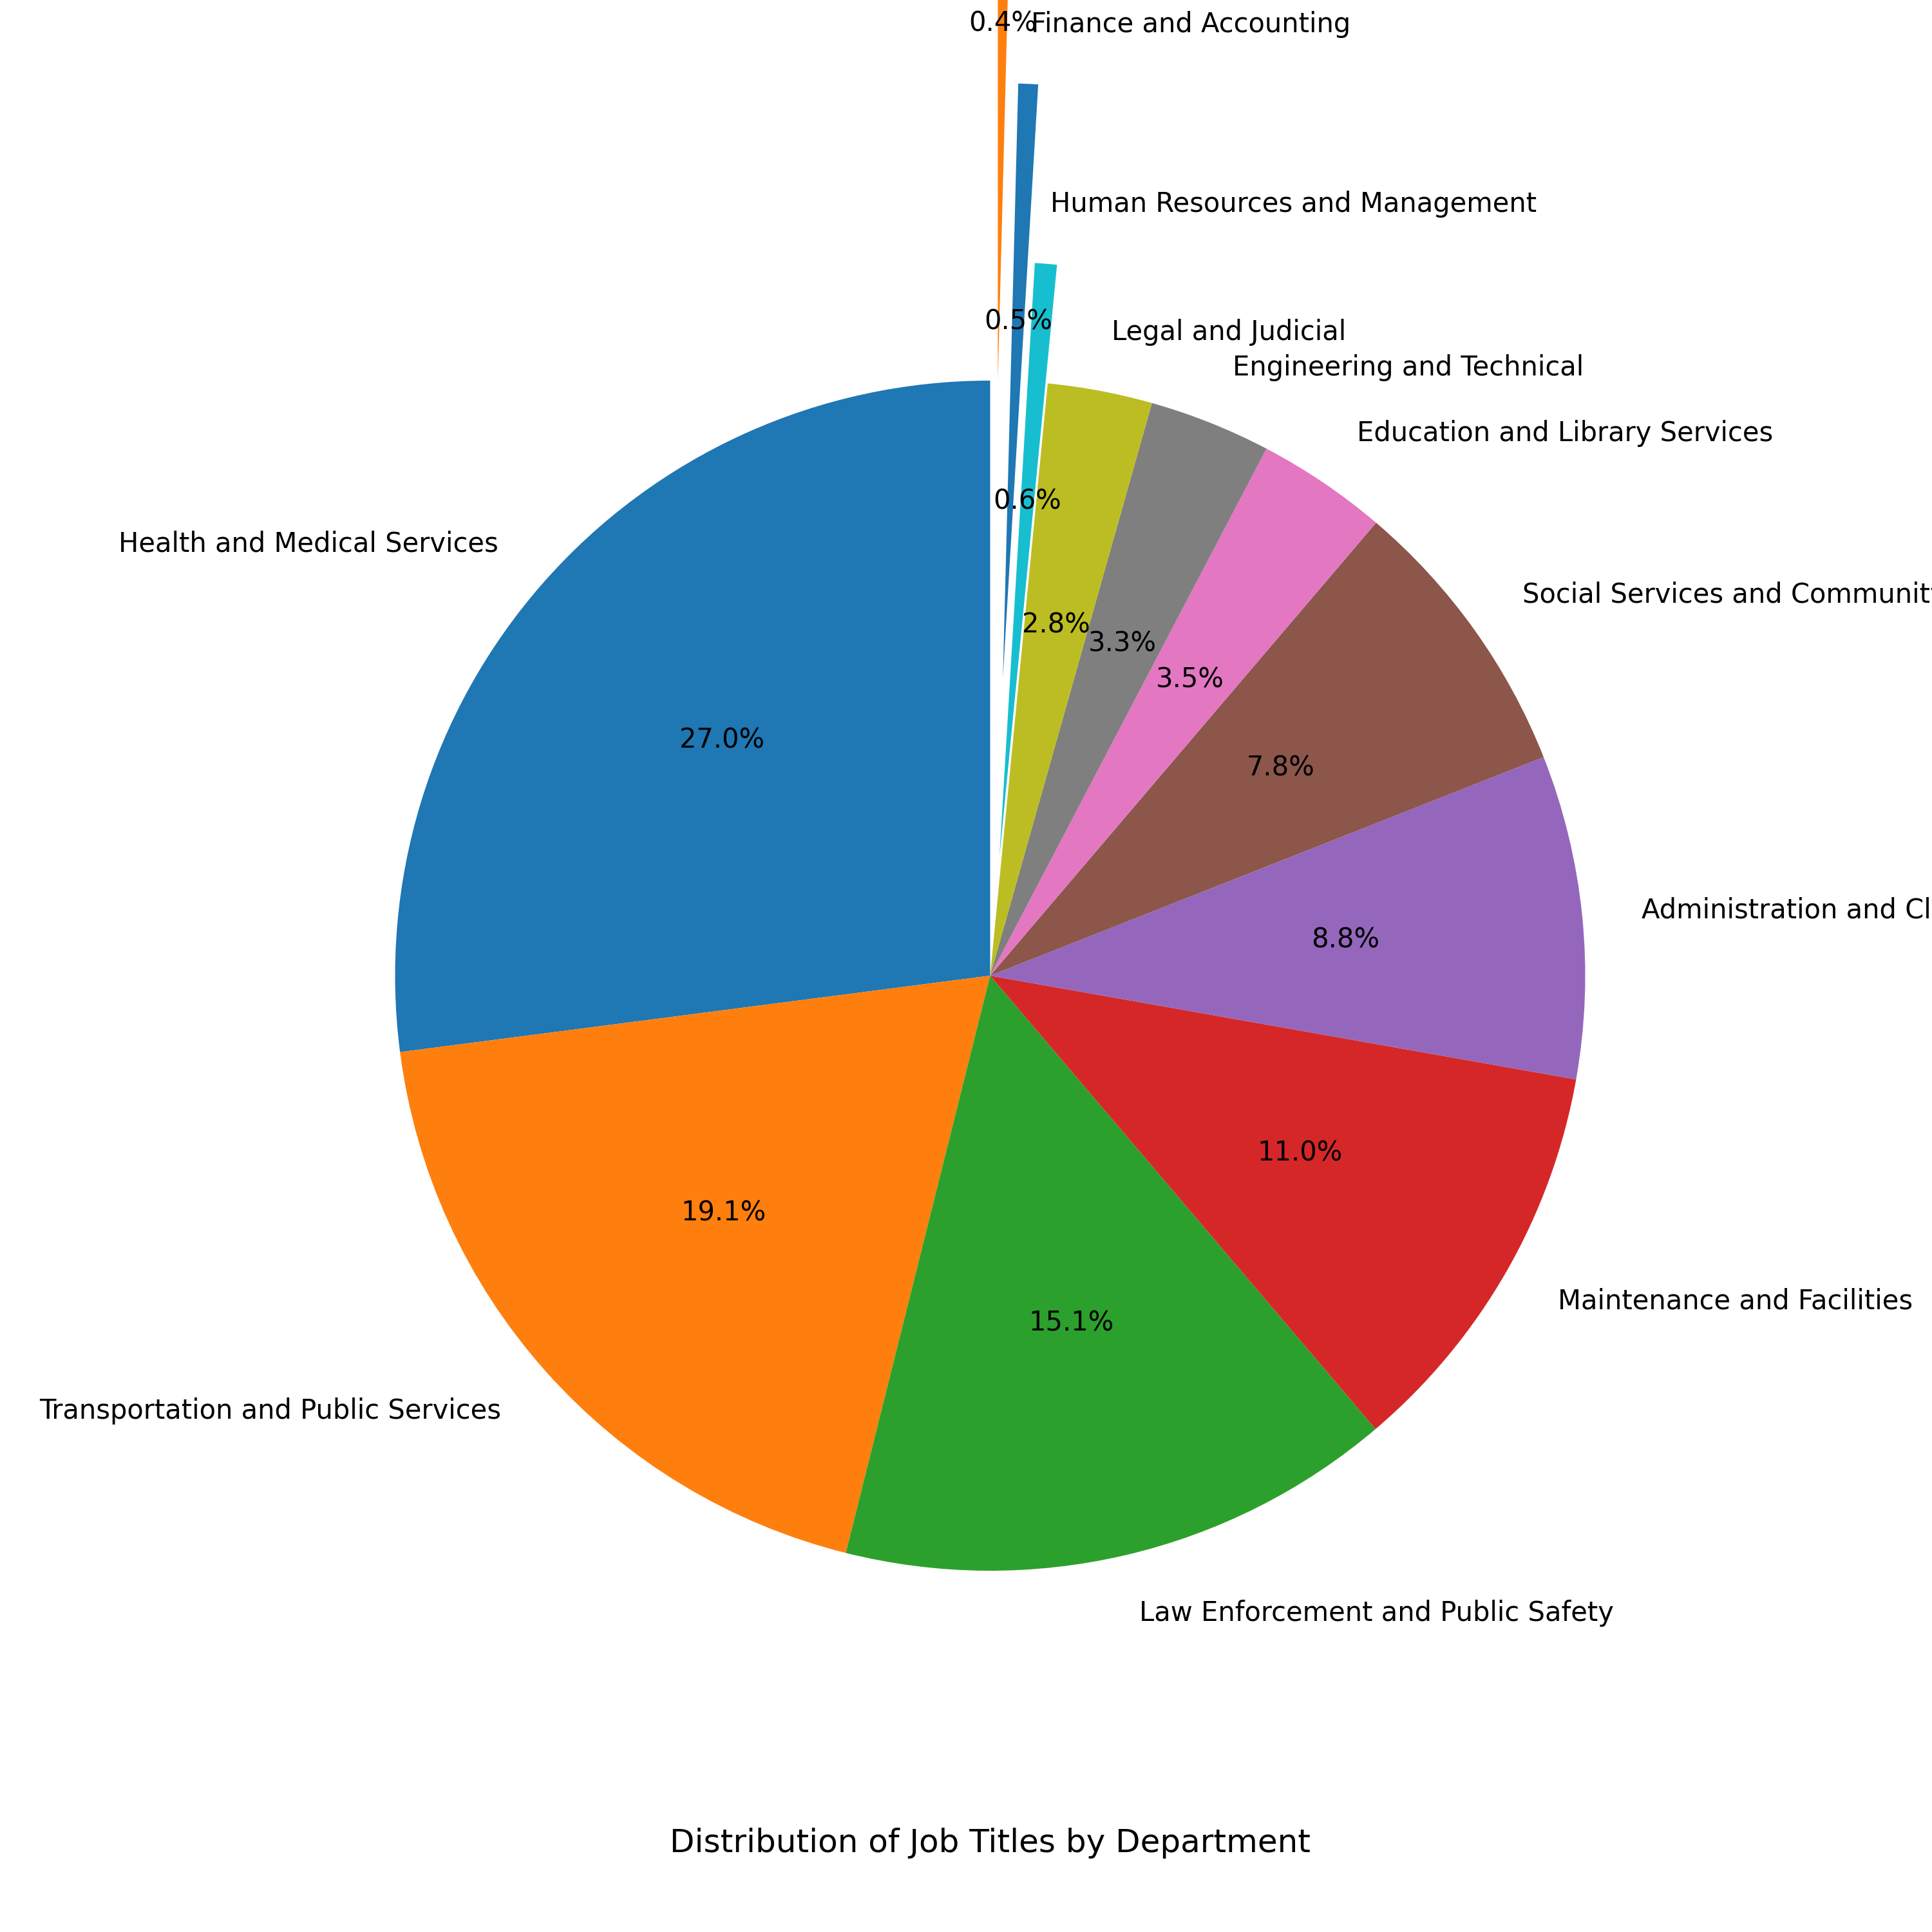 0.4%
Finance and Accounting
Human Resources and Management
0.5%
Legal and Judicial
Engineering and Technical
Education and Library Services
0.6%
Health and Medical Services
Social Services and
2.8%
3.3%
3.5%
27.0%
7.8%
Administration and
8.8%
11.0%
19.1%
Maintenance and Facilities
15.1%
Transportation and Public Services
Law Enforcement and Public Safety
Distribution of Job Titles by Department